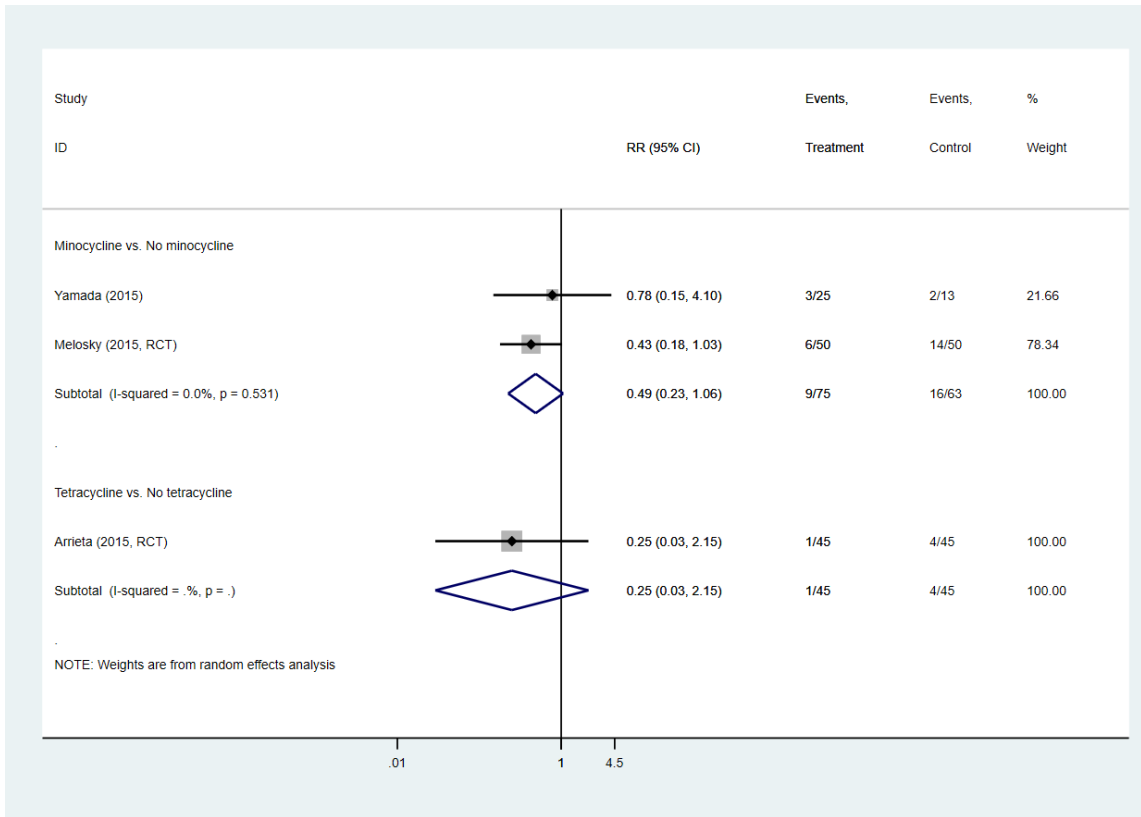 Study Events, Events, %
ID RR (95% CI) Treatment Control Weight
Minocycline vs. No minocycline
Yamada (2015) 0.78 (0.15, 4.10) 3/25 2/13 21.66
Melosky (2015, RCT) 0.43 (0.18, 1.03) 6/50 14/50 78.34
Subtotal (I-squared = 0.0%, p = 0.531) 0.49 (0.23, 1.06) 9/75 16/63 100.00
.
Tetracycline vs. No tetracycline
Arrieta (2015, RCT) 0.25 (0.03, 2.15) 1/45 4/45 100.00
Subtotal (I-squared = .%, p = .) 0.25 (0.03, 2.15) 1/45 4/45 100.00
.
NOTE: Weights are from random effects analysis
.01 1 4.5